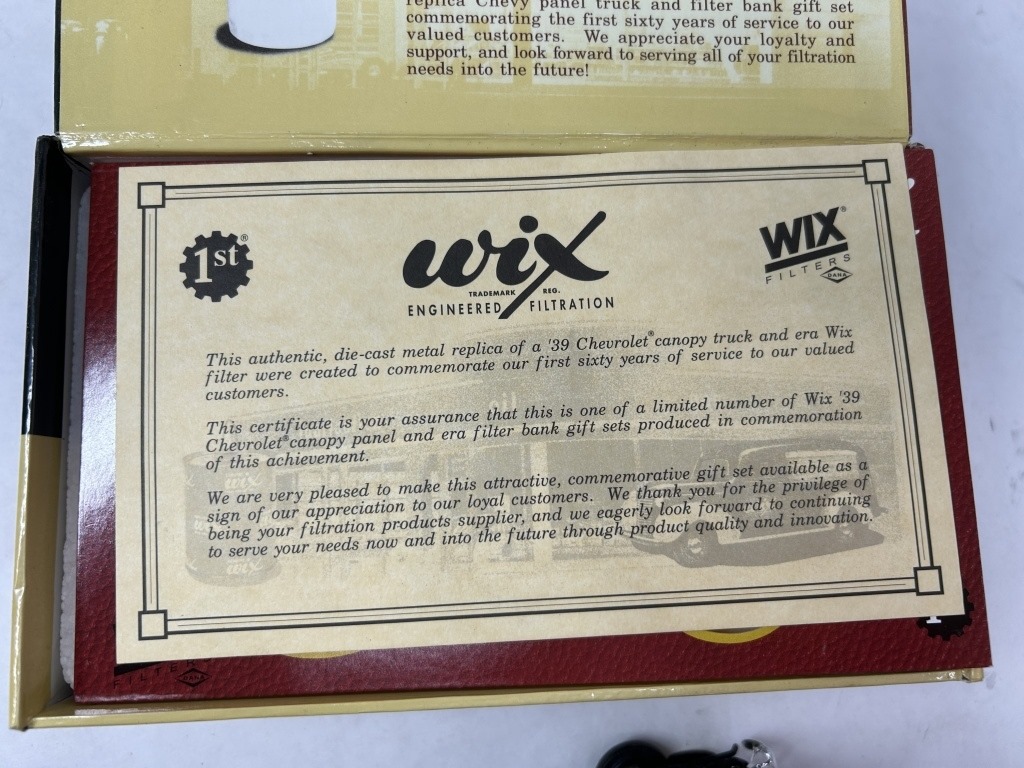 replica Chevy panel truck and filter bank gift set
commemorating the first sixty years of service to our
valued customers. We appreciate your loyalty and
support, and look forward to serving all of your filtration
needs into the future!
1st®
wix
TRADEMARK REG.
ENGINEERED FILTRATION
WIX®
FILTERS
DANA
This authentic, die-cast metal replica of a '39 Chevrolet® canopy truck and era Wix
filter were created to commemorate our first sixty years of service to our valued
customers.
This certificate is your assurance that this is one of a limited number of Wix '39
Chevrolet® canopy panel and era filter bank gift sets produced in commemoration
of this achievement.
We are very pleased to make this attractive, commemorative gift set available as a
sign of our appreciation to our loyal customers. We thank you for the privilege of
being your filtration products supplier, and we eagerly look forward to continuing
to serve your needs now and into the future through product quality and innovation.
wix
wix
FILTER
DANA